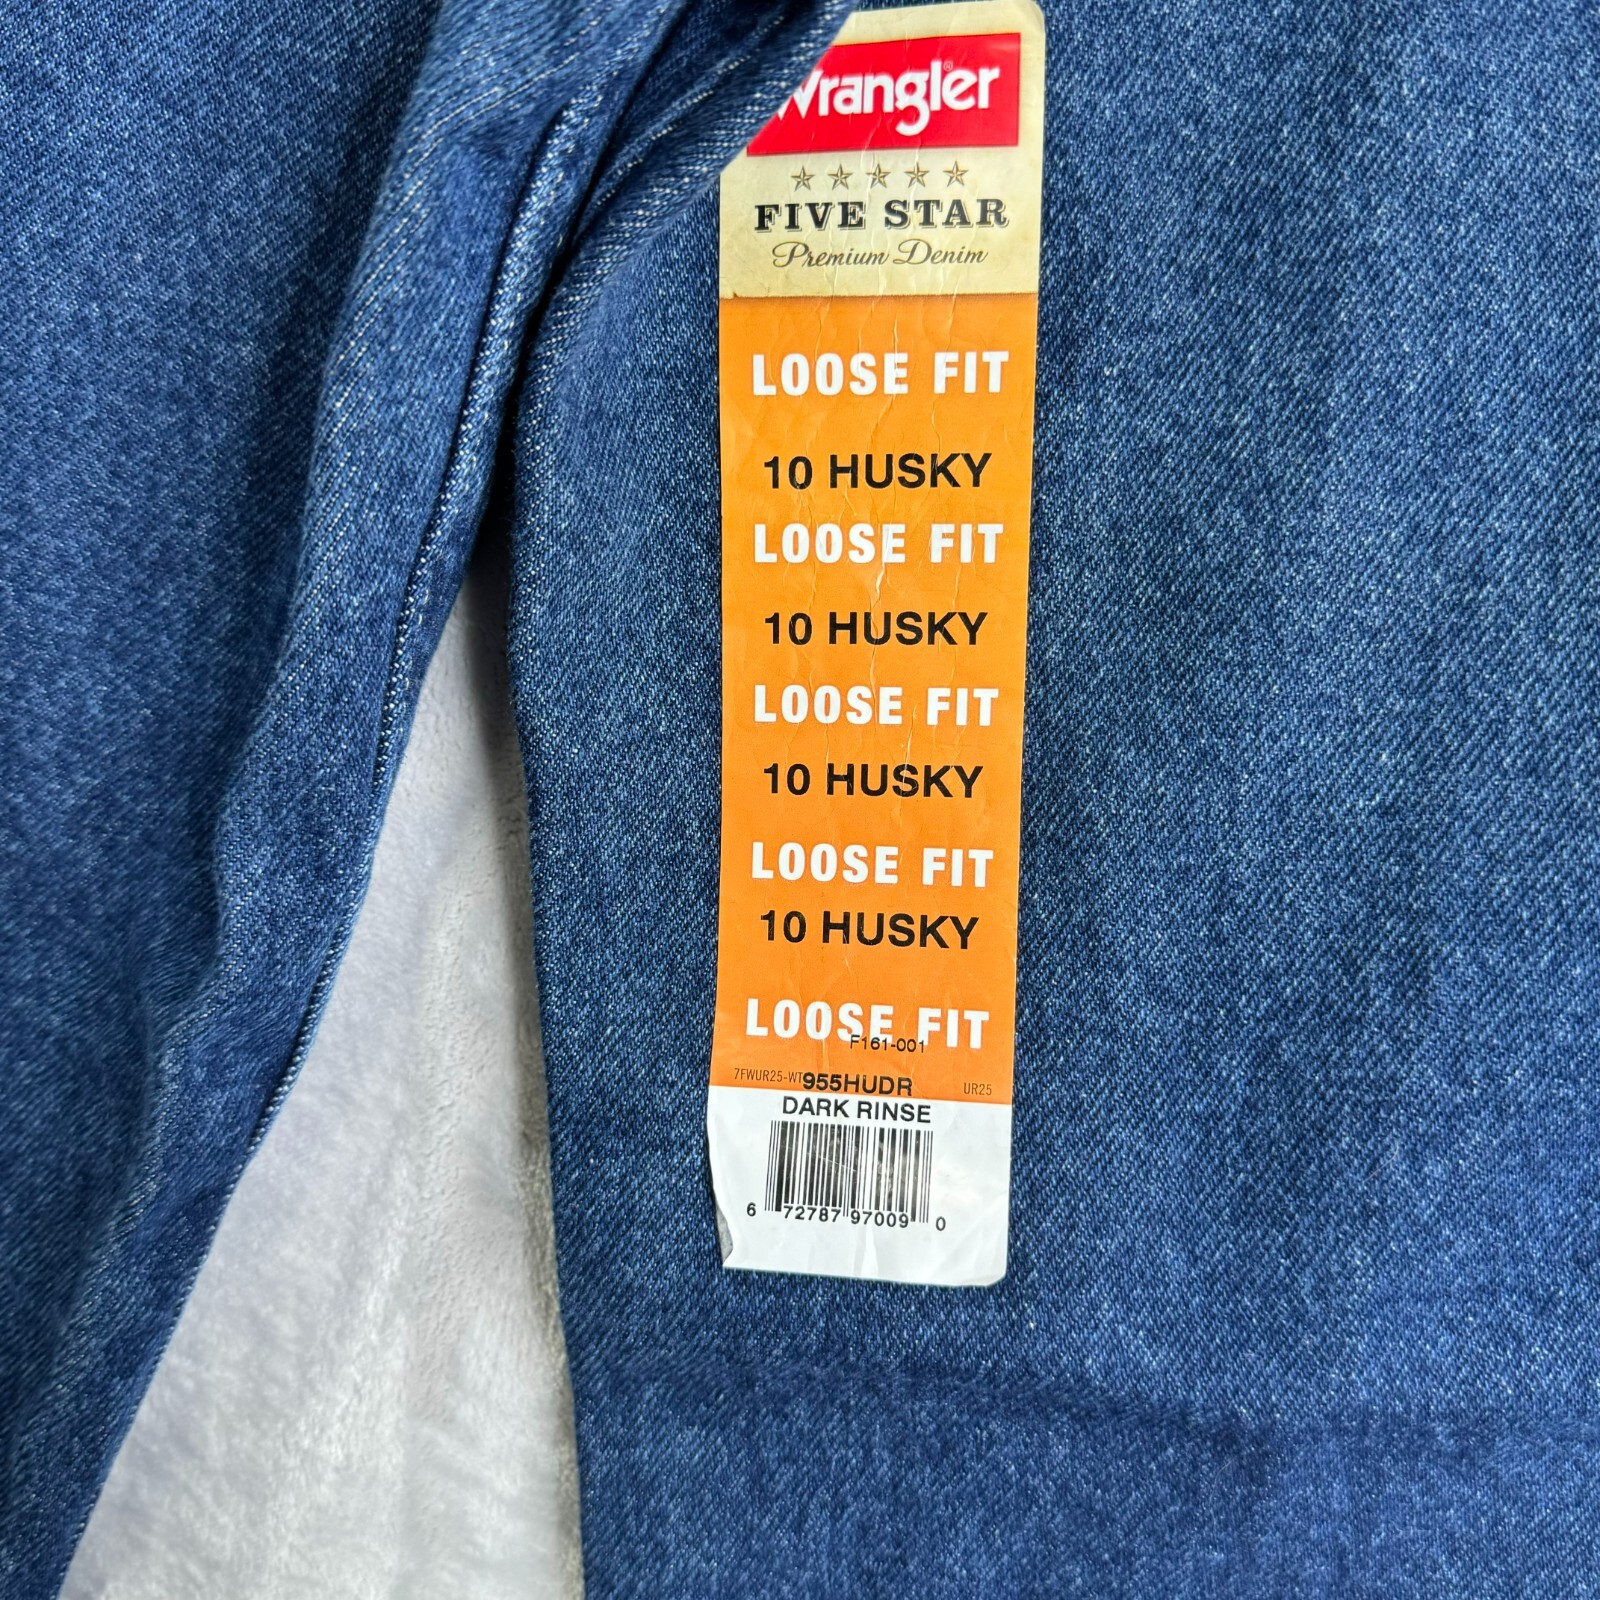 Wrangler®
FIVE STAR
Premium Denim
LOOSE FIT
10 HUSKY
LOOSE FIT
10 HUSKY
LOOSE FIT
10 HUSKY
LOOSE FIT
10 HUSKY
LOOSE FIT
F161-001
7FWUR25-WT 955HUDR UR25
DARK RINSE
6 72787 97009 0